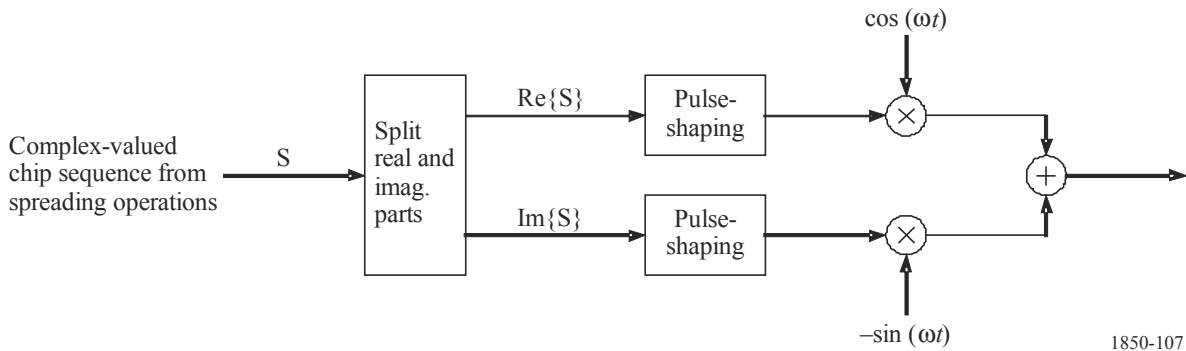 cos (ωt)
Re{S}
Pulse-
shaping
×
Complex-valued
chip sequence from
spreading operations
S
Split
real and
imag.
parts
+
Im{S}
Pulse-
shaping
×
–sin (ωt)
1850-107